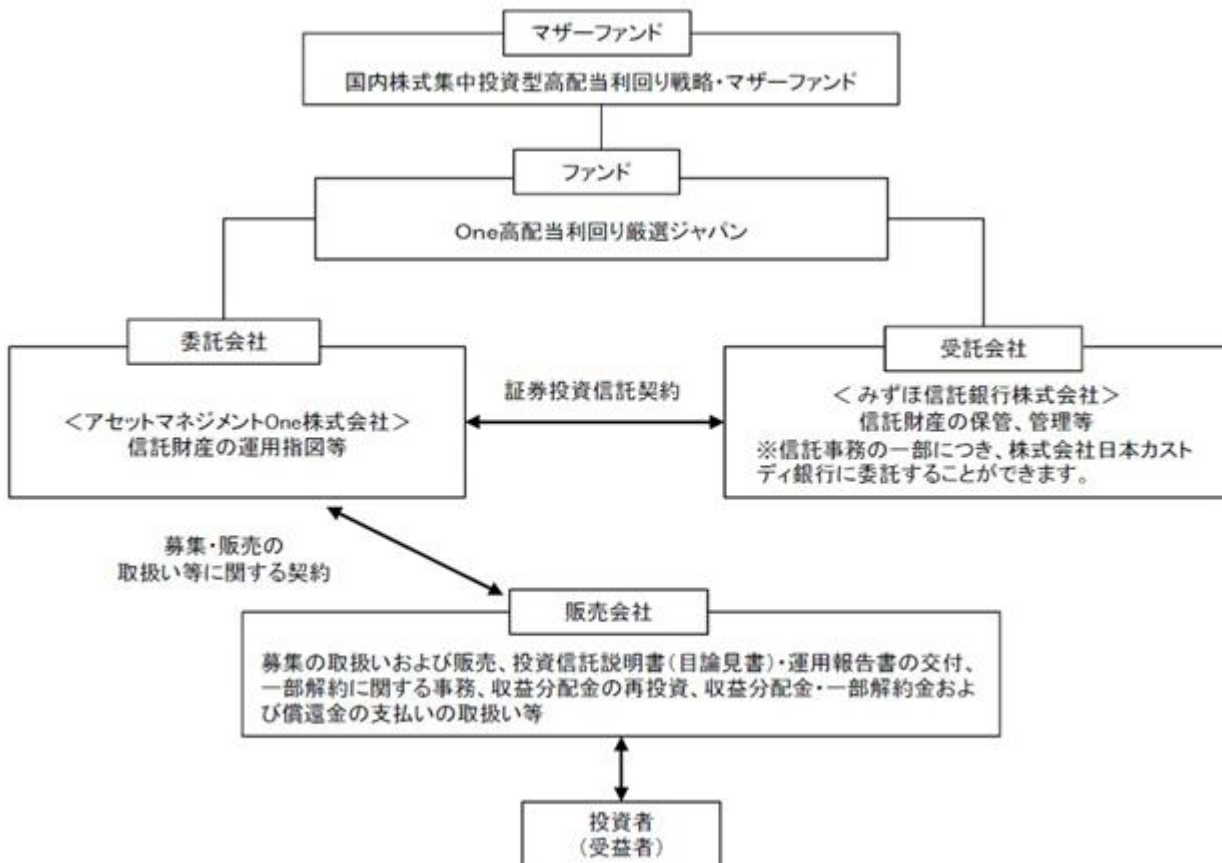 マザーファンド
国内株式集中投資型高配当利回り戦略・マザーファンド
ファンド
One高配当利回り厳選ジャパン
委託会社
<アセットマネジメントOne株式会社>
信託財産の運用指図等
証券投資信託契約
受託会社
< みずほ信託銀行株式会社>
信託財産の保管、管理等
※信託事務の一部につき、株式会社日本カスト
ディ銀行に委託することができます。
募集・販売の
取扱い等に関する契約
販売会社
募集の取扱いおよび販売、投資信託説明書(目論見書)・運用報告書の交付、
一部解約に関する事務、収益分配金の再投資、収益分配金・一部解約金およ
び償還金の支払いの取扱い等
投資者
(受益者)